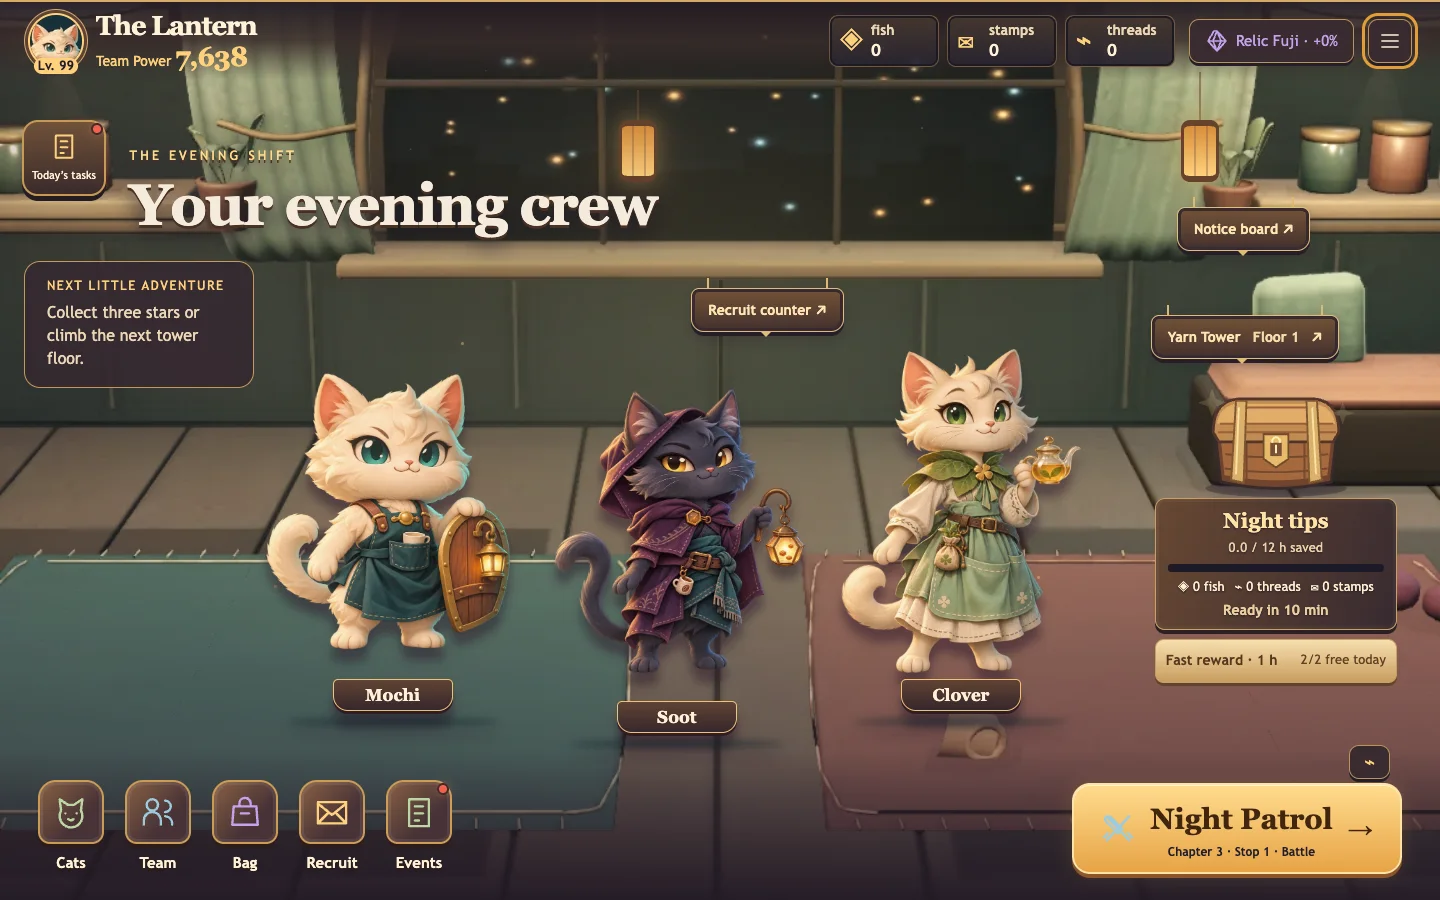 The Lantern
Team Power 7,638
Lv. 99
fish
0
stamps
0
threads
0
Relic Fuji · +0%
Today's tasks
THE EVENING SHIFT
Your evening crew
NEXT LITTLE ADVENTURE
Collect three stars or
climb the next tower
floor.
Notice board ↗
Recruit counter ↗
Yarn Tower Floor 1 ↗
Night tips
0.0 / 12 h saved
0 fish 0 threads 0 stamps
Ready in 10 min
Fast reward · 1 h 2/2 free today
Mochi
Soot
Clover
Cats
Team
Bag
Recruit
Events
Night Patrol →
Chapter 3 · Stop 1 · Battle